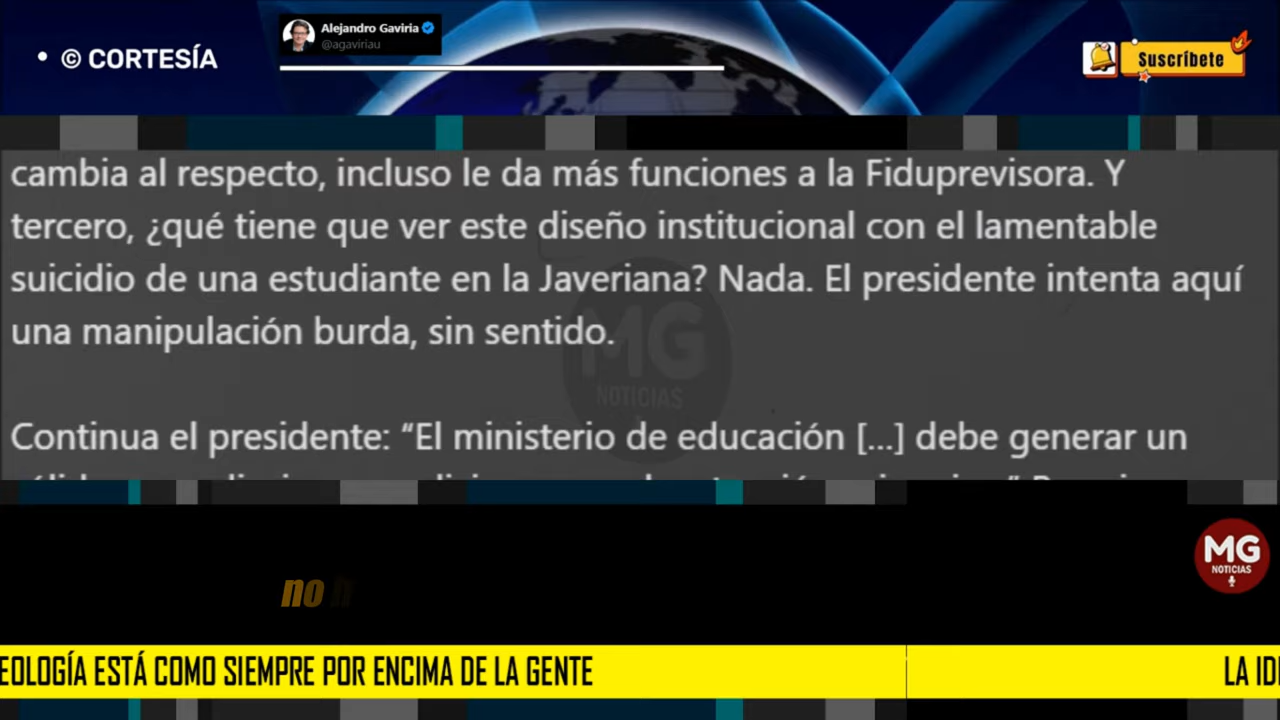 • © CORTESÍA
Alejandro Gaviria
@agaviriau
Suscríbete
cambia al respecto, incluso le da más funciones a la Fiduprevisora. Y
tercero, ¿qué tiene que ver este diseño institucional con el lamentable
suicidio de una estudiante en la Javeriana? Nada. El presidente intenta aquí
una manipulación burda, sin sentido.
MG
NOTICIAS
Continua el presidente: “El ministerio de educación [...] debe generar un
MG
NOTICIAS
no
EOLOGÍA ESTÁ COMO SIEMPRE POR ENCIMA DE LA GENTE
LA IDE